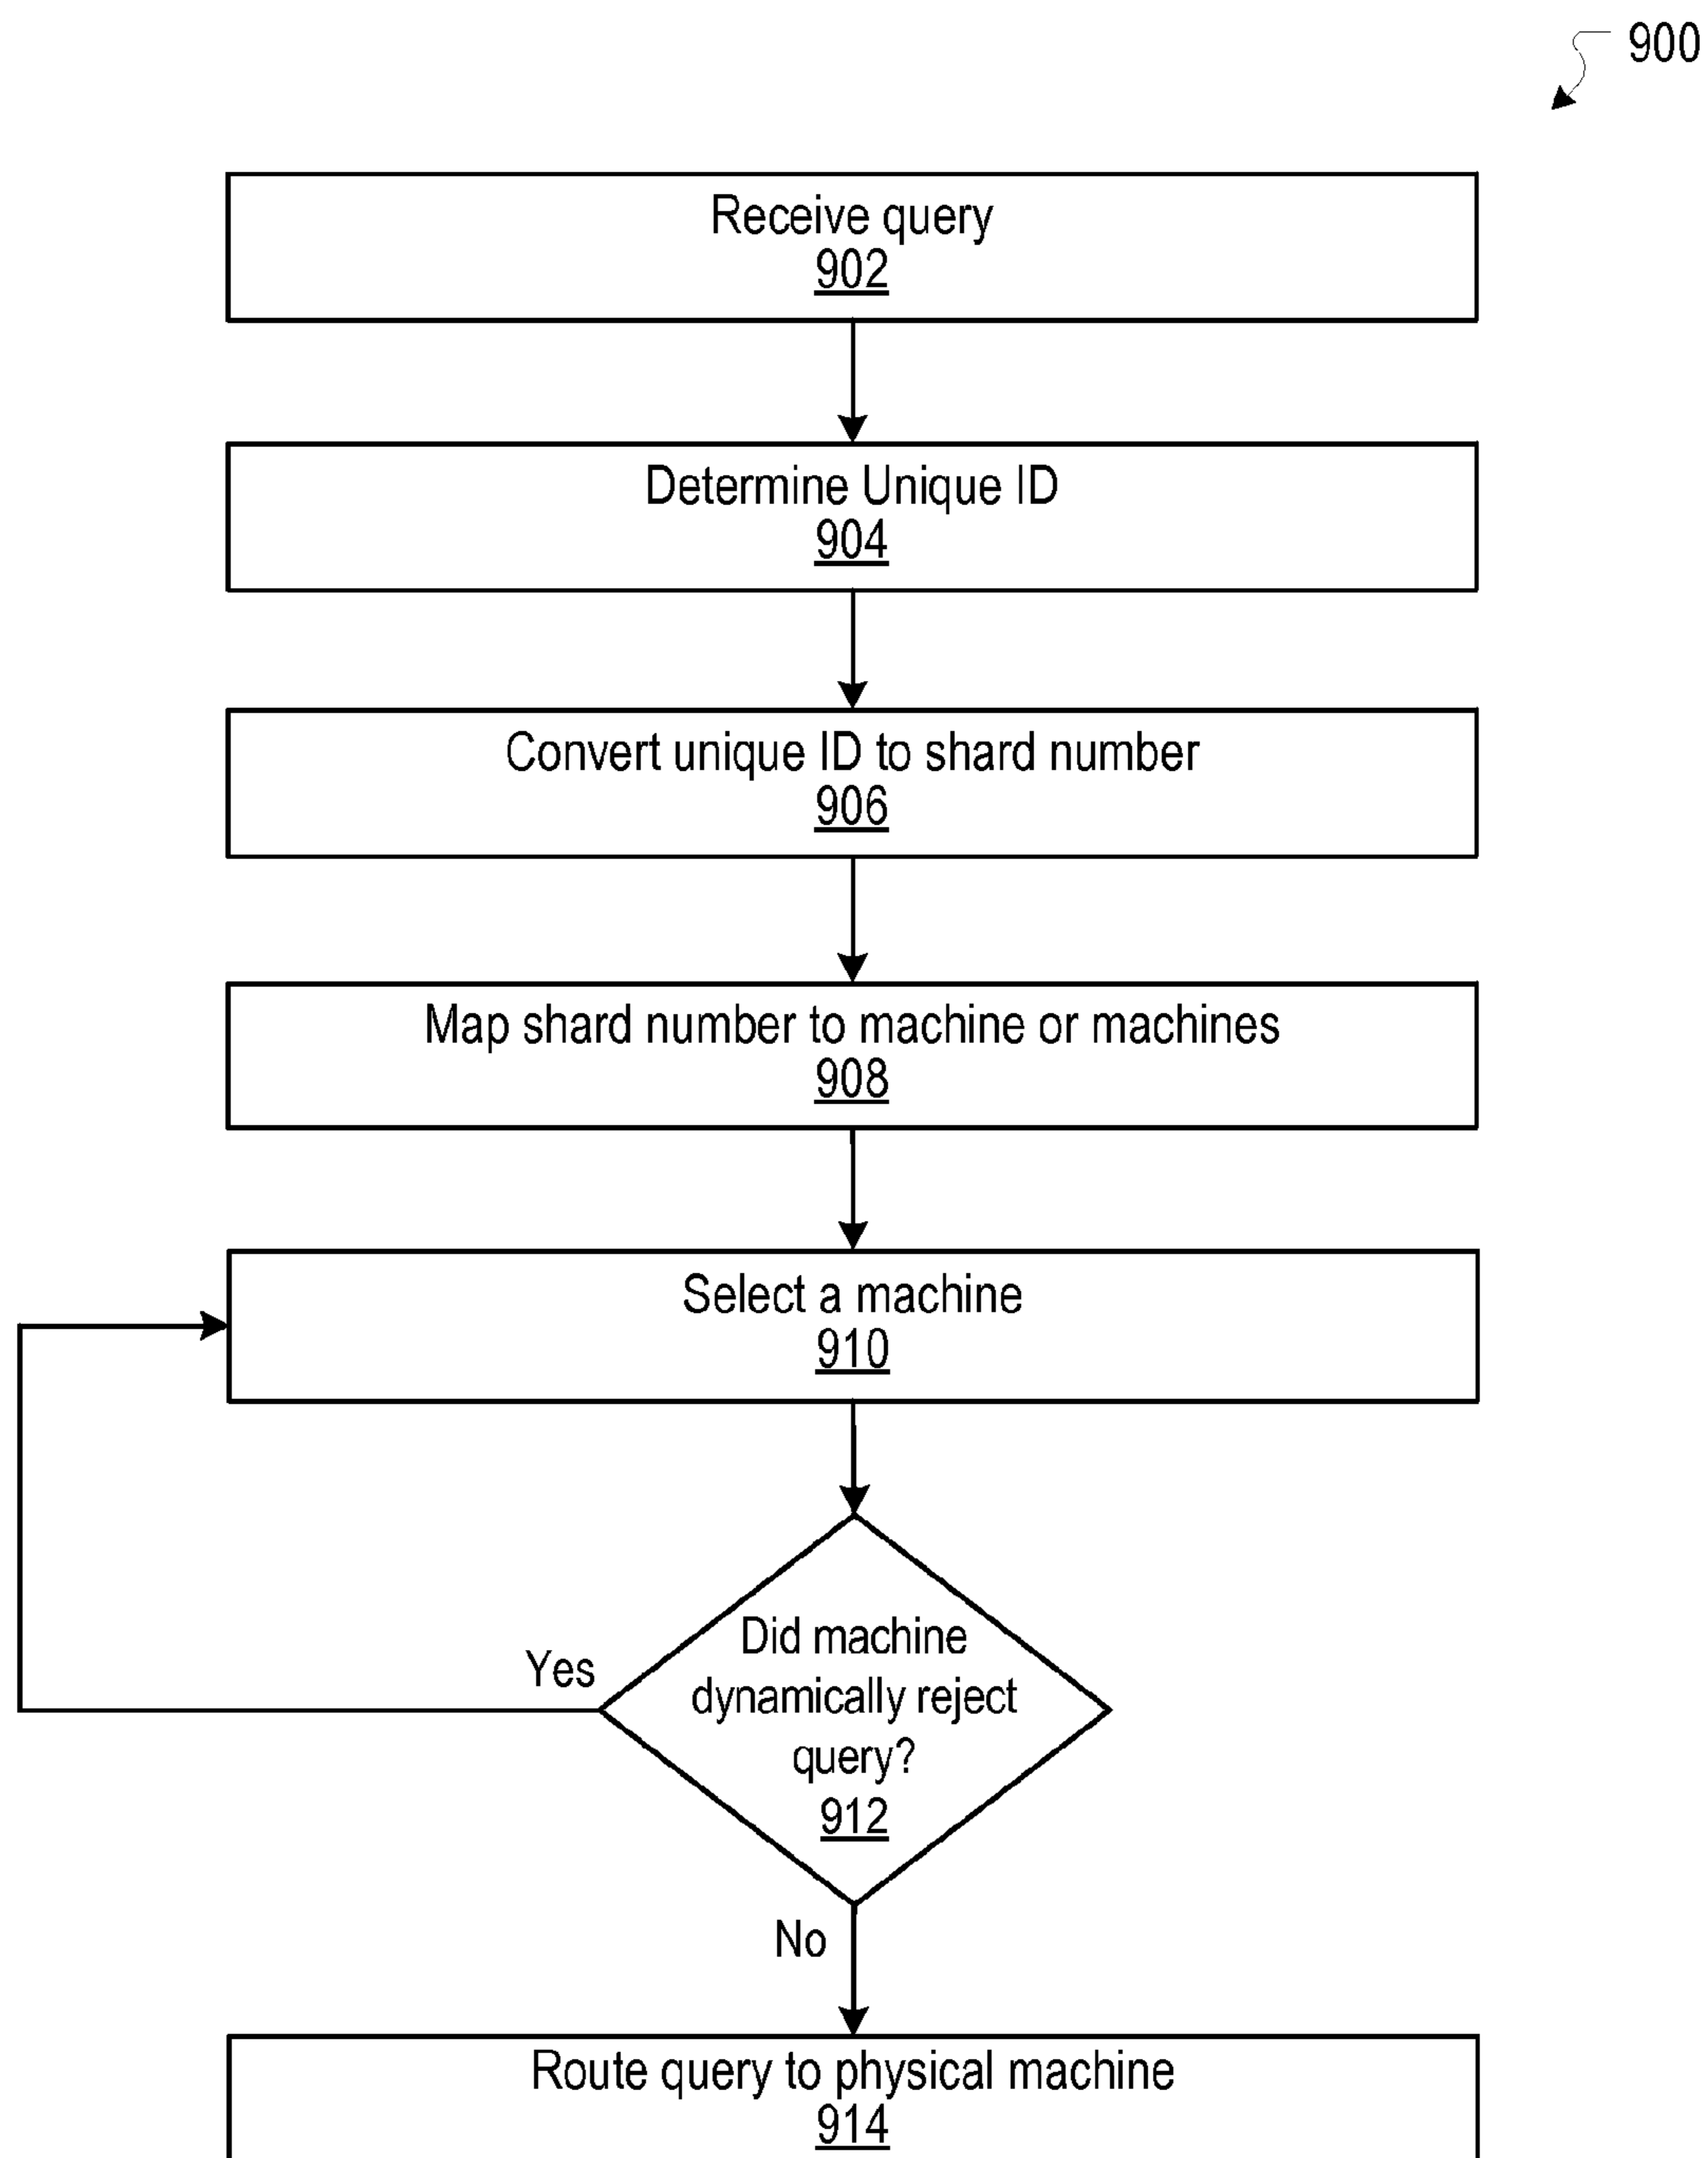 900
Receive query
902
Determine Unique ID
904
Convert unique ID to shard number
906
Map shard number to machine or machines
908
Select a machine
910
Did machine
dynamically reject
query?
912
Yes
No
Route query to physical machine
914